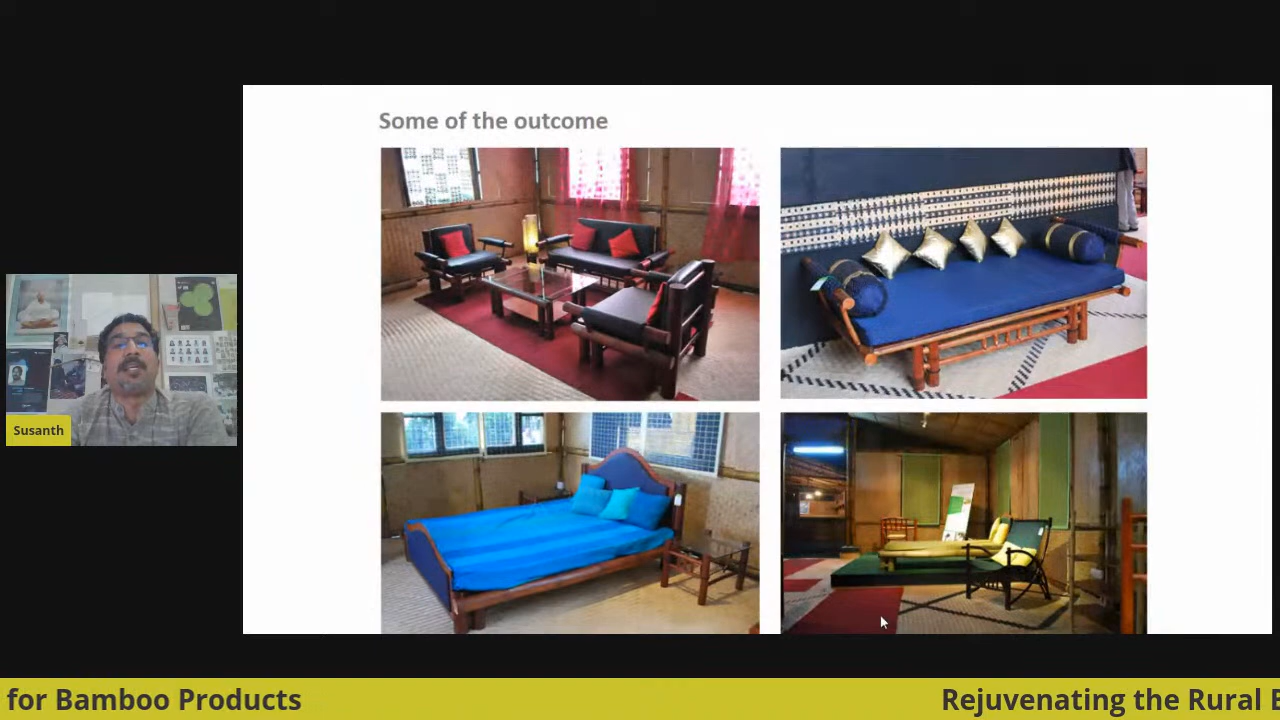 Some of the outcome
Susanth
for Bamboo Products
Rejuvenating the Rural E